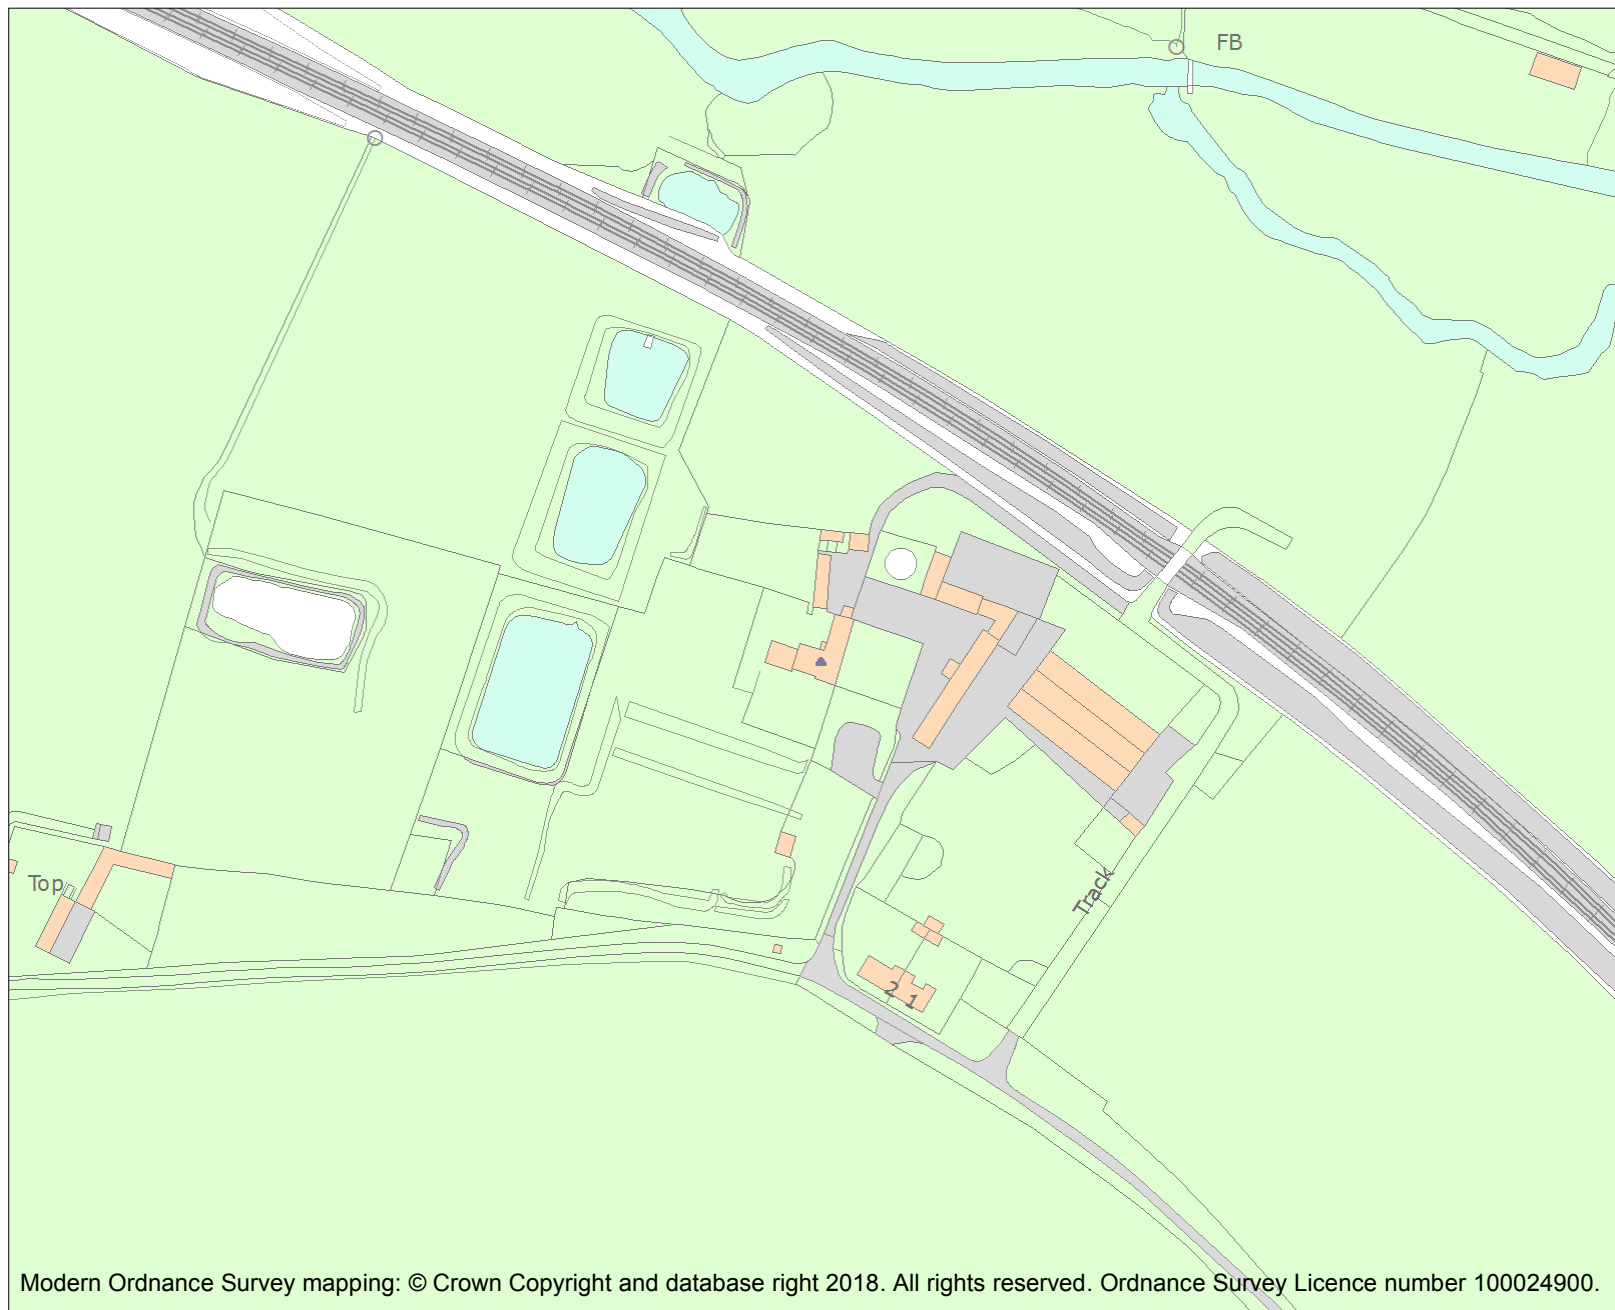 FB
Top
Track
2 1
Modern Ordnance Survey mapping: © Crown Copyright and database right 2018. All rights reserved. Ordnance Survey Licence number 100024900.